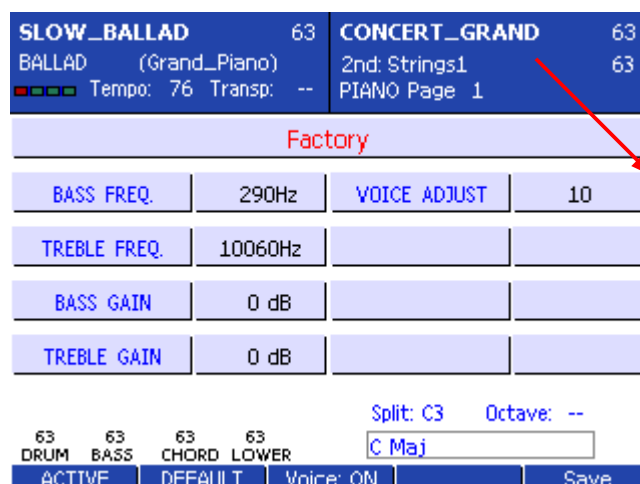 SLOW_BALLAD 63 CONCERT_GRAND 63
BALLAD (Grand_Piano) 2nd: Strings1 63
Tempo: 76 Transp: -- PIANO Page 1
Factory
BASS FREQ. 290Hz VOICE ADJUST 10
TREBLE FREQ. 10060Hz
BASS GAIN 0 dB
TREBLE GAIN 0 dB
Split: C3 Octave: --
63 63 63 63
C Maj
DRUM BASS CHORD LOWER
ACTIVE DEFAULT Voice: ON Save